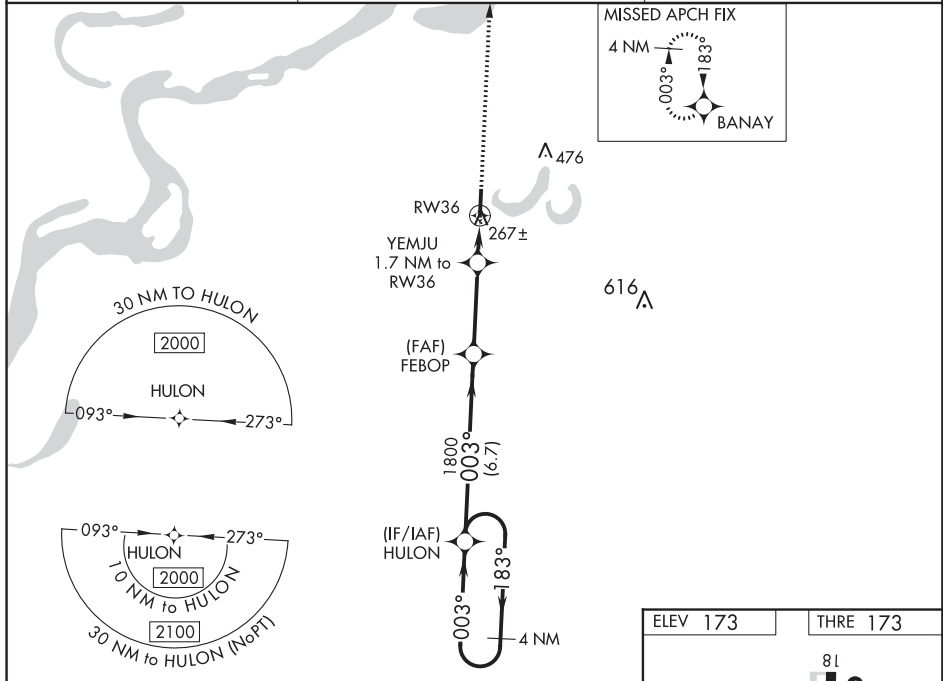 MISSED APCH FIX
4 NM
003°
183°
BANAY
476
RW36
267±
YEMJU
1.7 NM to
RW36
616
(FAF)
FEBOP
30 NM TO HULON
2000
HULON
093°
273°
1800
003°
(6.7)
(IF/IAF)
HULON
093°
273°
HULON
2000
10 NM to HULON
2100
30 NM to HULON (NoPT)
003°
183°
4 NM
ELEV 173
THRE 173
18